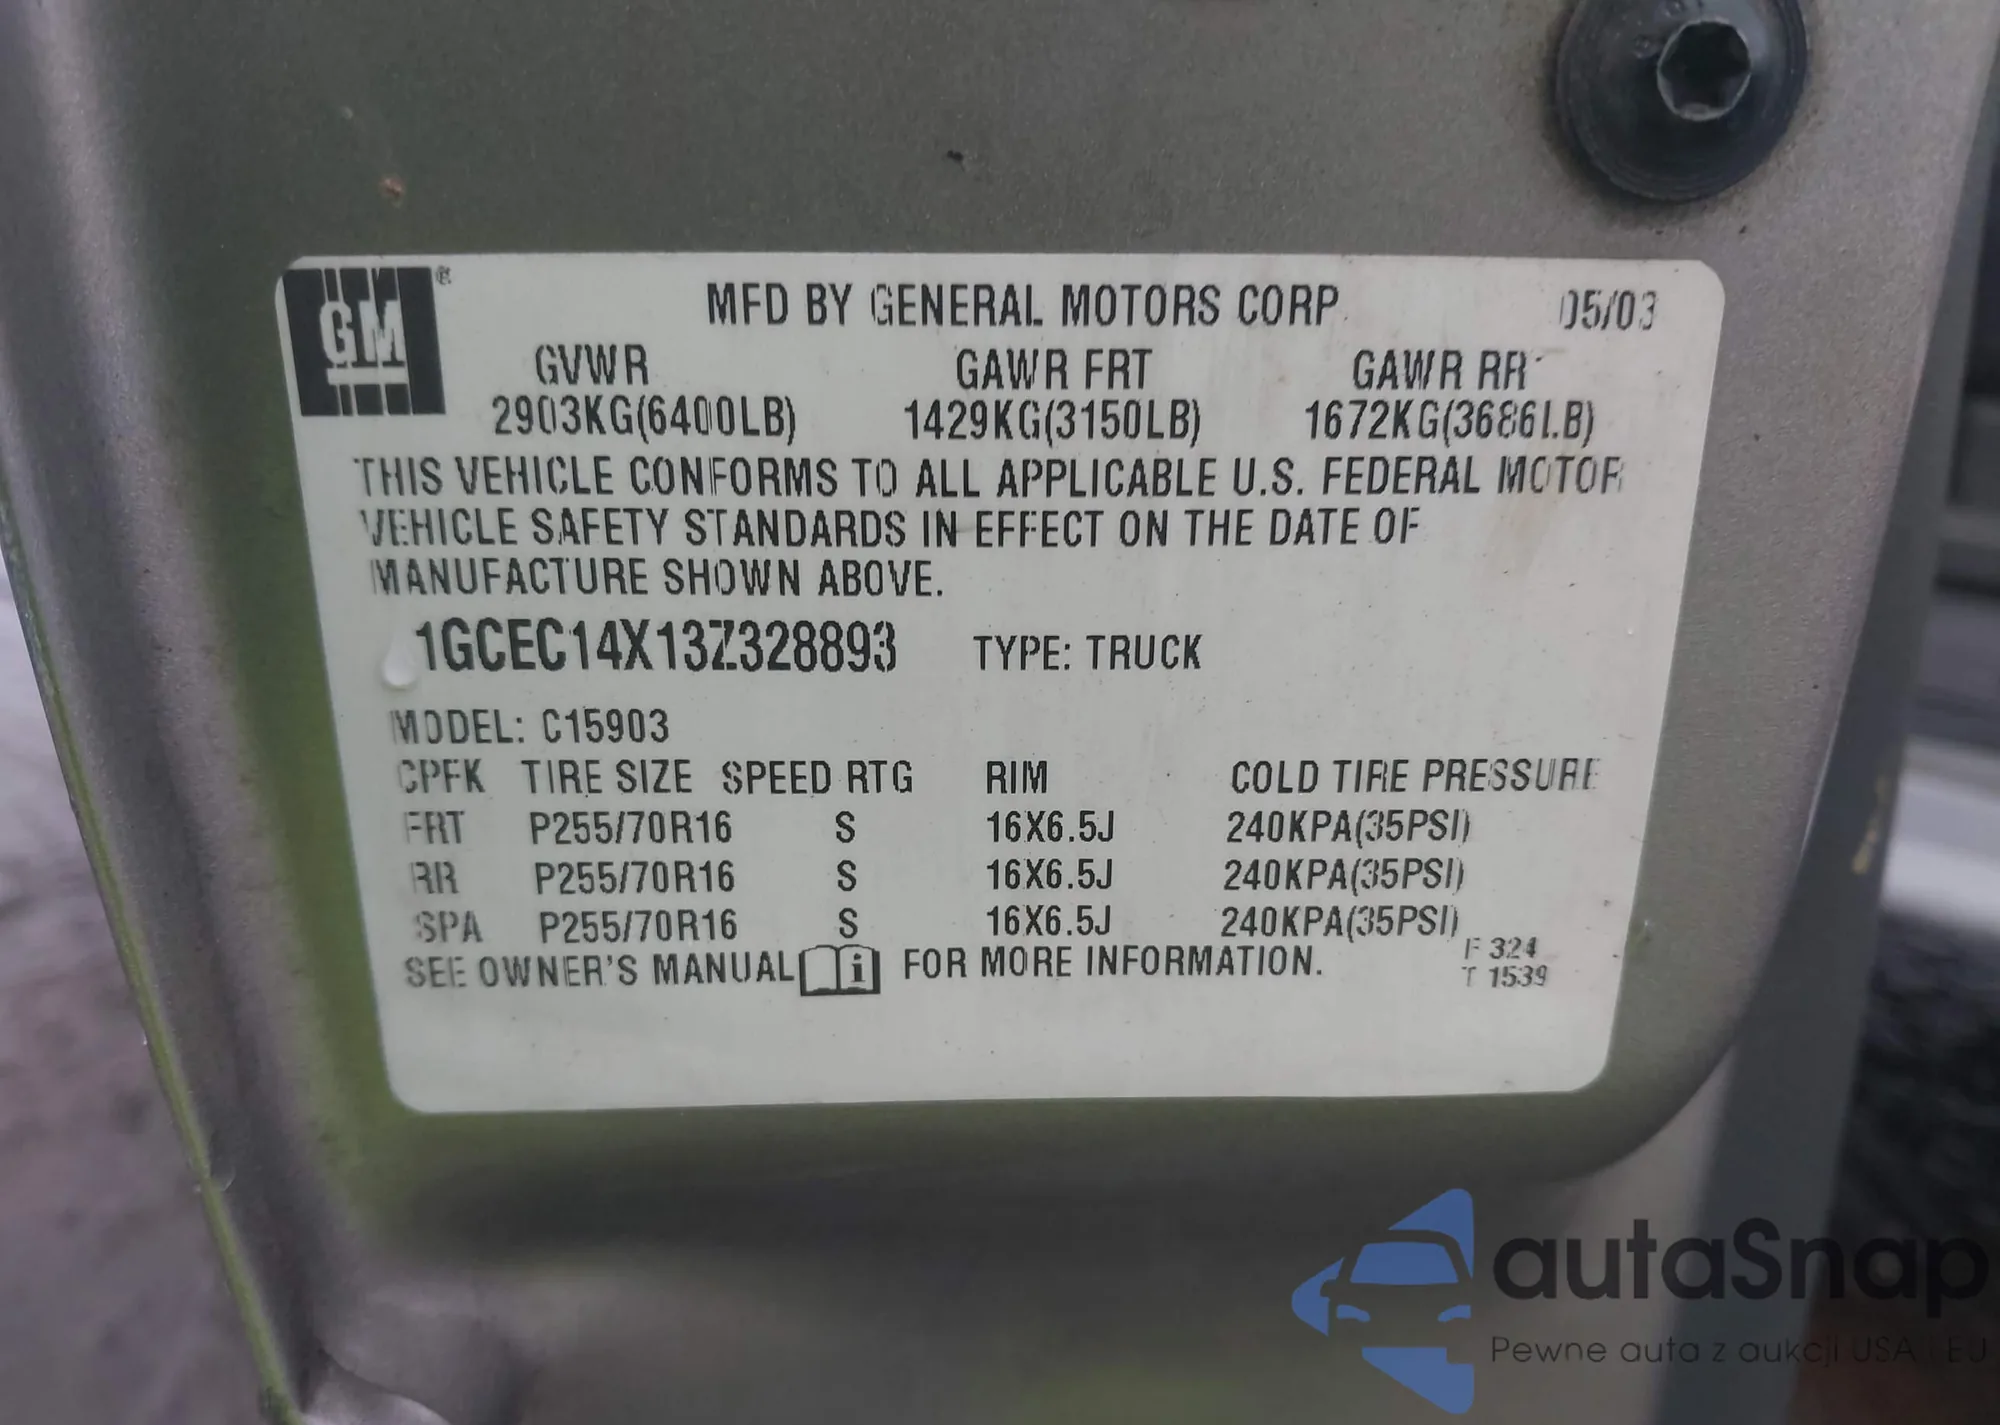 GM ®
MFD BY GENERAL MOTORS CORP 05/03
GVWR GAWR FRT GAWR RR
2903KG(6400LB) 1429KG(3150LB) 1672KG(3686LB)
THIS VEHICLE CONFORMS TO ALL APPLICABLE U.S. FEDERAL MOTOR
VEHICLE SAFETY STANDARDS IN EFFECT ON THE DATE OF
MANUFACTURE SHOWN ABOVE.
1GCEC14X13Z328893 TYPE: TRUCK
MODEL: C15903
CPFK TIRE SIZE SPEED RTG RIM COLD TIRE PRESSURE
FRT P255/70R16 S 16X6.5J 240KPA(35PSI)
RR P255/70R16 S 16X6.5J 240KPA(35PSI)
SPA P255/70R16 S 16X6.5J 240KPA(35PSI)
SEE OWNER'S MANUAL i FOR MORE INFORMATION.
F 324
T 1539
autaSnap
Pewne auta z aukcji USA i EU